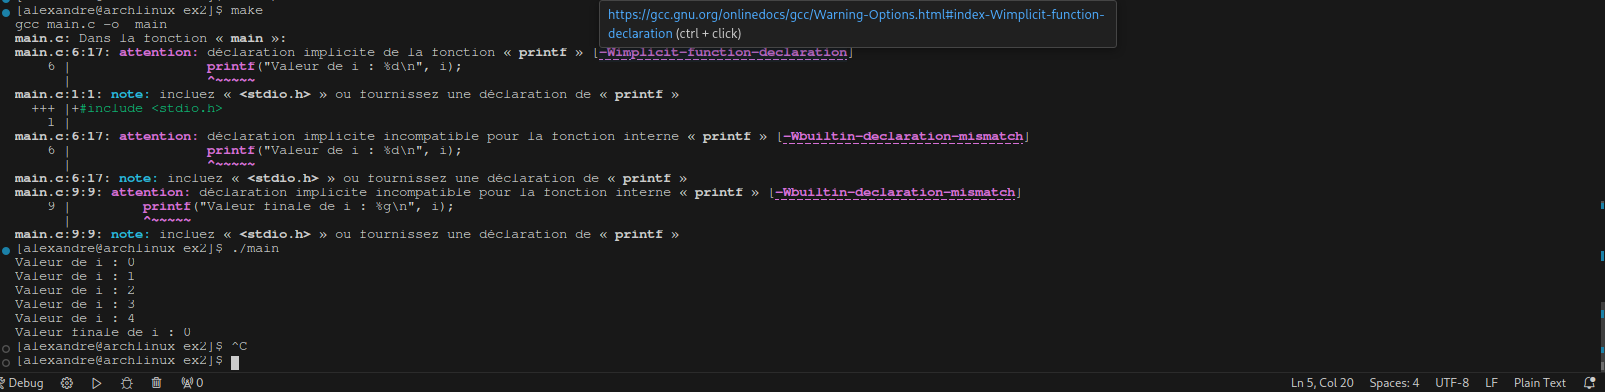 [alexandre@archlinux ex2]$ make
gcc main.c -o  main
main.c: Dans la fonction « main »:
main.c:6:17: attention: déclaration implicite de la fonction « printf » [-Wimplicit-function-declaration]
    6 |                 printf("Valeur de i : %d\n", i);
      |                 ^~~~~~
main.c:1:1: note: incluez « <stdio.h> » ou fournissez une déclaration de « printf »
  +++ |+#include <stdio.h>
    1 |
main.c:6:17: attention: déclaration implicite incompatible pour la fonction interne « printf » [-Wbuiltin-declaration-mismatch]
    6 |                 printf("Valeur de i : %d\n", i);
      |                 ^~~~~~
main.c:6:17: note: incluez « <stdio.h> » ou fournissez une déclaration de « printf »
main.c:9:9: attention: déclaration implicite incompatible pour la fonction interne « printf » [-Wbuiltin-declaration-mismatch]
    9 |         printf("Valeur finale de i : %g\n", i);
      |         ^~~~~~
main.c:9:9: note: incluez « <stdio.h> » ou fournissez une déclaration de « printf »
[alexandre@archlinux ex2]$ ./main
Valeur de i : 0
Valeur de i : 1
Valeur de i : 2
Valeur de i : 3
Valeur de i : 4
Valeur finale de i : 0
[alexandre@archlinux ex2]$ ^C
[alexandre@archlinux ex2]$
https://gcc.gnu.org/onlinedocs/gcc/Warning-Options.html#index-Wimplicit-function-
declaration (ctrl + click)
Debug 0 Ln 5, Col 20 Spaces: 4 UTF-8 LF Plain Text